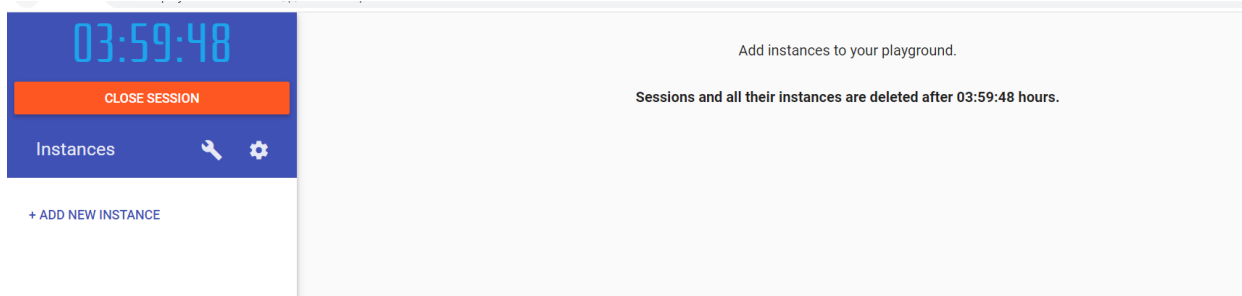 03:59:48
CLOSE SESSION
Instances
+ ADD NEW INSTANCE
Add instances to your playground.
Sessions and all their instances are deleted after 03:59:48 hours.